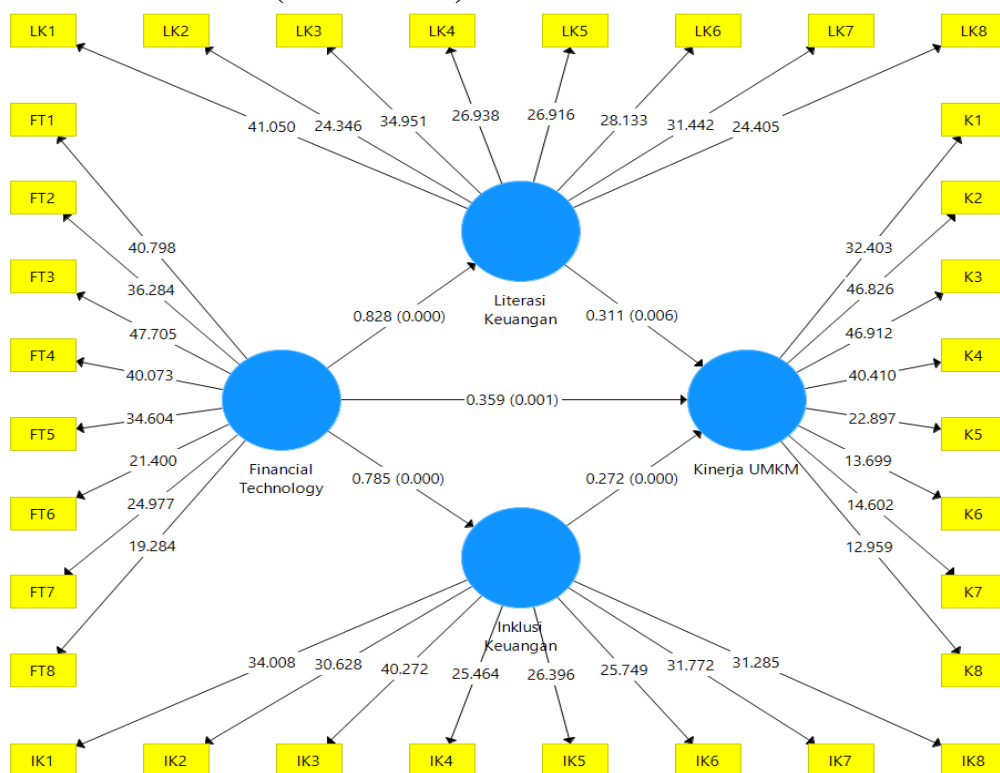 LK1 LK2 LK3 LK4 LK5 LK6 LK7 LK8
41.050 24.346 34.951 26.938 26.916 28.133 31.442 24.405
FT1
FT2
FT3
FT4
FT5
FT6
FT7
FT8
40.798
36.284
47.705
40.073
34.604
21.400
24.977
19.284
Financial
Technology
0.828 (0.000)
0.359 (0.001)
0.785 (0.000)
Literasi
Keuangan
0.311 (0.006)
0.272 (0.000)
Inklusi
Keuangan
Kinerja UMKM
32.403
46.826
46.912
40.410
22.897
13.699
14.602
12.959
K1
K2
K3
K4
K5
K6
K7
K8
34.008 30.628 40.272 25.464 26.396 25.749 31.772 31.285
IK1 IK2 IK3 IK4 IK5 IK6 IK7 IK8